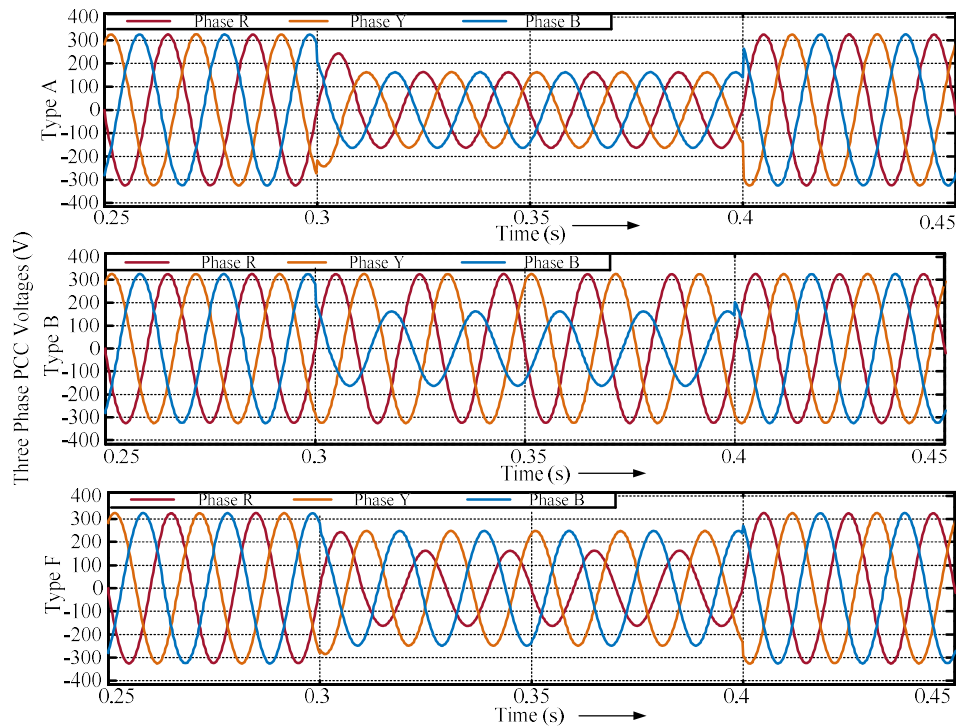 Three Phase PCC Voltages (V)
Type A
400
300
200
100
0
-100
-200
-300
-400
Phase R Phase Y Phase B
0.25 0.3 0.35 0.4 0.45
Time (s)
Type B
400
300
200
100
0
-100
-200
-300
-400
Phase R Phase Y Phase B
0.25 0.3 0.35 0.4 0.45
Time (s)
Type F
400
300
200
100
0
-100
-200
-300
-400
Phase R Phase Y Phase B
0.25 0.3 0.35 0.4 0.45
Time (s)